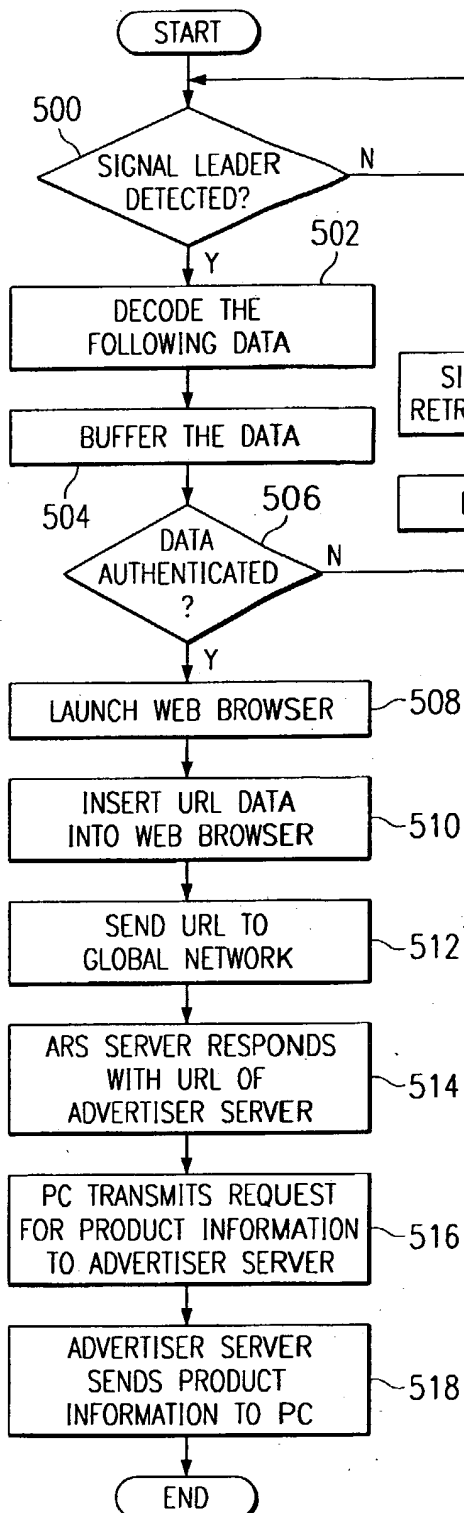 START
500
SIGNAL LEADER
DETECTED?
N
Y
502
DECODE THE
FOLLOWING DATA
BUFFER THE DATA
504
506
DATA
AUTHENTICATED
?
N
Y
LAUNCH WEB BROWSER
508
INSERT URL DATA
INTO WEB BROWSER
510
SEND URL TO
GLOBAL NETWORK
512
ARS SERVER RESPONDS
WITH URL OF
ADVERTISER SERVER
514
PC TRANSMITS REQUEST
FOR PRODUCT INFORMATION
TO ADVERTISER SERVER
516
ADVERTISER SERVER
SENDS PRODUCT
INFORMATION TO PC
518
END